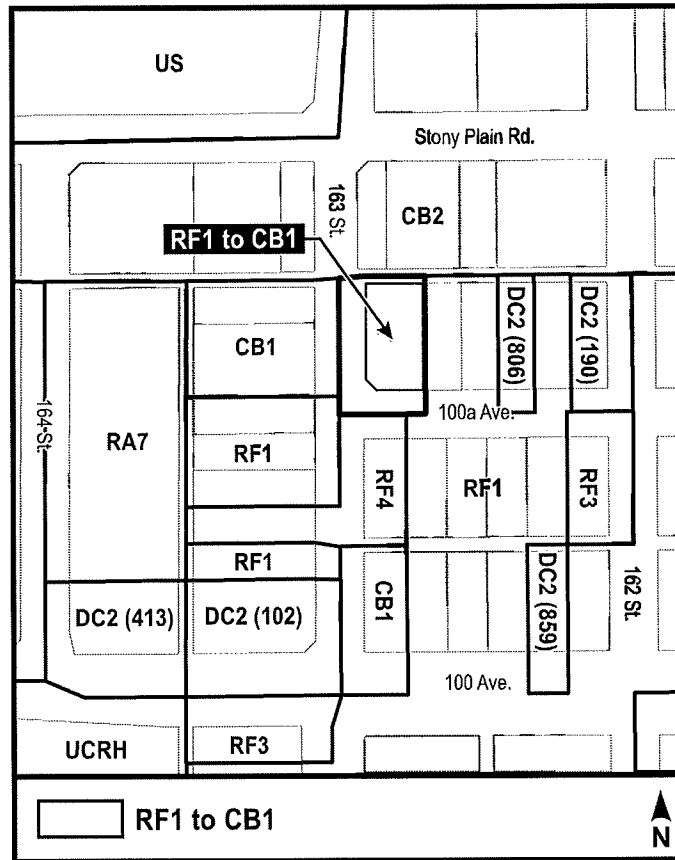 US
Stony Plain Rd.
163 St.
CB2
RF1 to CB1
CB1
DC2 (806)
DC2 (190)
164 St.
100a Ave.
RA7
RF1
RF4
RF1
RF3
RF1
CB1
DC2 (859)
162 St.
DC2 (413)
DC2 (102)
100 Ave.
UCRH
RF3
RF1 to CB1
N